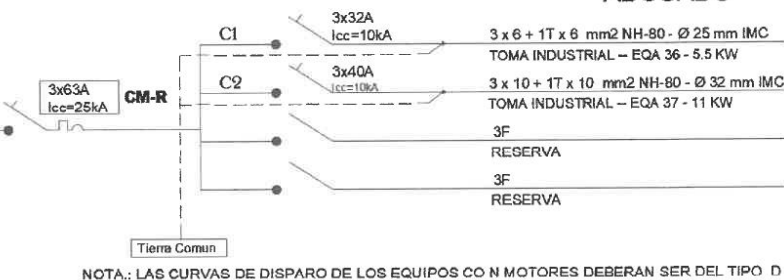 3x63A
Icc=25kA
CM-R
C1
3x32A
Icc=10kA
3 x 6 + 1T x 6 mm2 NH-80 - Ø 25 mm IMC
TOMA INDUSTRIAL – EQA 36 - 5.5 KW
C2
3x40A
Icc=10kA
3 x 10 + 1T x 10 mm2 NH-80 - Ø 32 mm IMC
TOMA INDUSTRIAL – EQA 37 - 11 KW
3F
RESERVA
3F
RESERVA
Tierra Comun
NOTA.: LAS CURVAS DE DISPARO DE LOS EQUIPOS CO N MOTORES DEBERAN SER DEL TIPO D